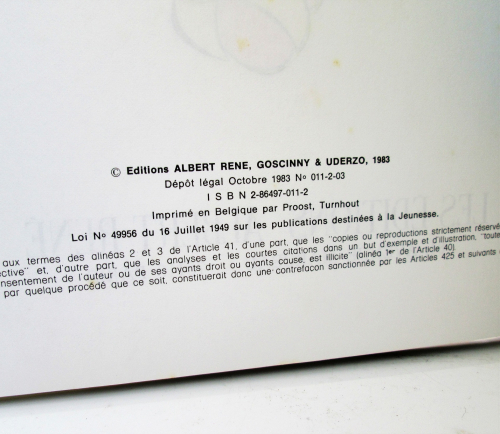 © Editions ALBERT RENE, GOSCINNY & UDERZO, 1983
Dépôt légal Octobre 1983 No 011-2-03
ISBN 2-86497-011-2
Imprimé en Belgique par Proost, Turnhout
Loi No 49956 du 16 Juillet 1949 sur les publications destinées à la Jeunesse.
aux termes des alinéas 2 et 3 de l'Article 41, d'une part, que les "copies ou reproductions strictement réservé
ective" et, d'autre part, que les analyses et les courtes citations dans un but d'exemple et d'illustration, "toute
nsentement de l'auteur ou de ses ayants droit ou ayants cause, est illicite" (alinéa 1er de l'Article 40).
par quelque procédé que ce soit, constituerait donc une contrefaçon sanctionnée par les Articles 425 et suivants